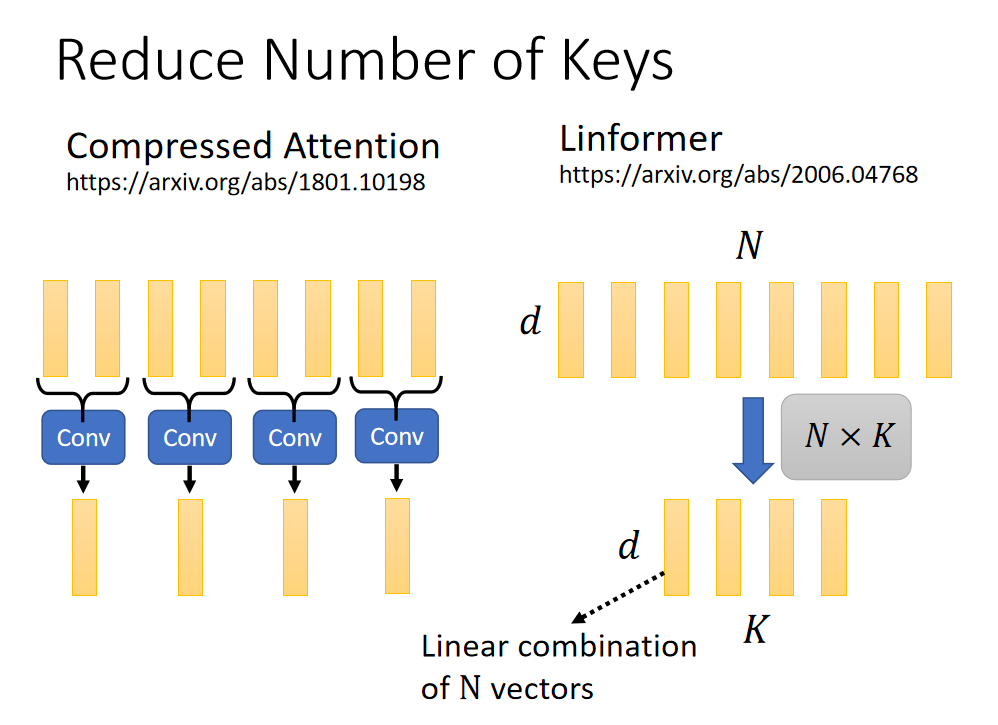 Reduce Number of Keys
Compressed Attention
https://arxiv.org/abs/1801.10198
Linformer
https://arxiv.org/abs/2006.04768
N
d
Conv
Conv
Conv
Conv
N × K
d
K
Linear combination
of N vectors